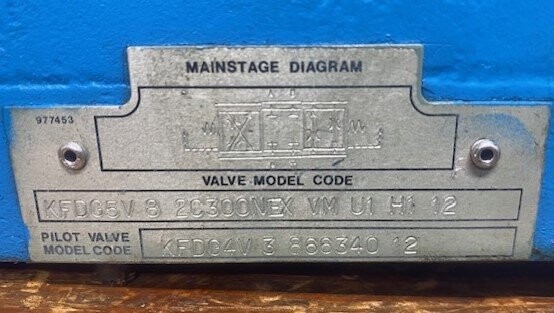 MAINSTAGE DIAGRAM
977453
VALVE MODEL CODE
KFDG5V 8 2C300NEX VM U1 H1 12
PILOT VALVE MODEL CODE KFDG4V 3 866340 12